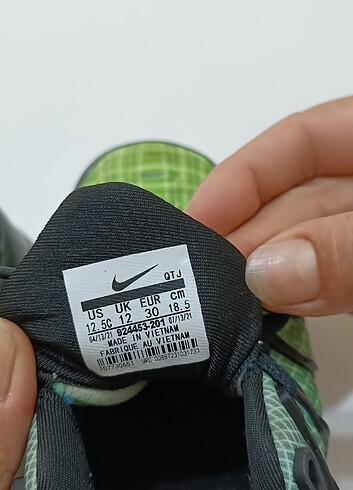 QTJ
US UK EUR cm
12.5C 12 30 18.5
04/13/21 924453-201 07/13/21
MADE IN VIETNAM
FABRIQUE AU VIETNAM